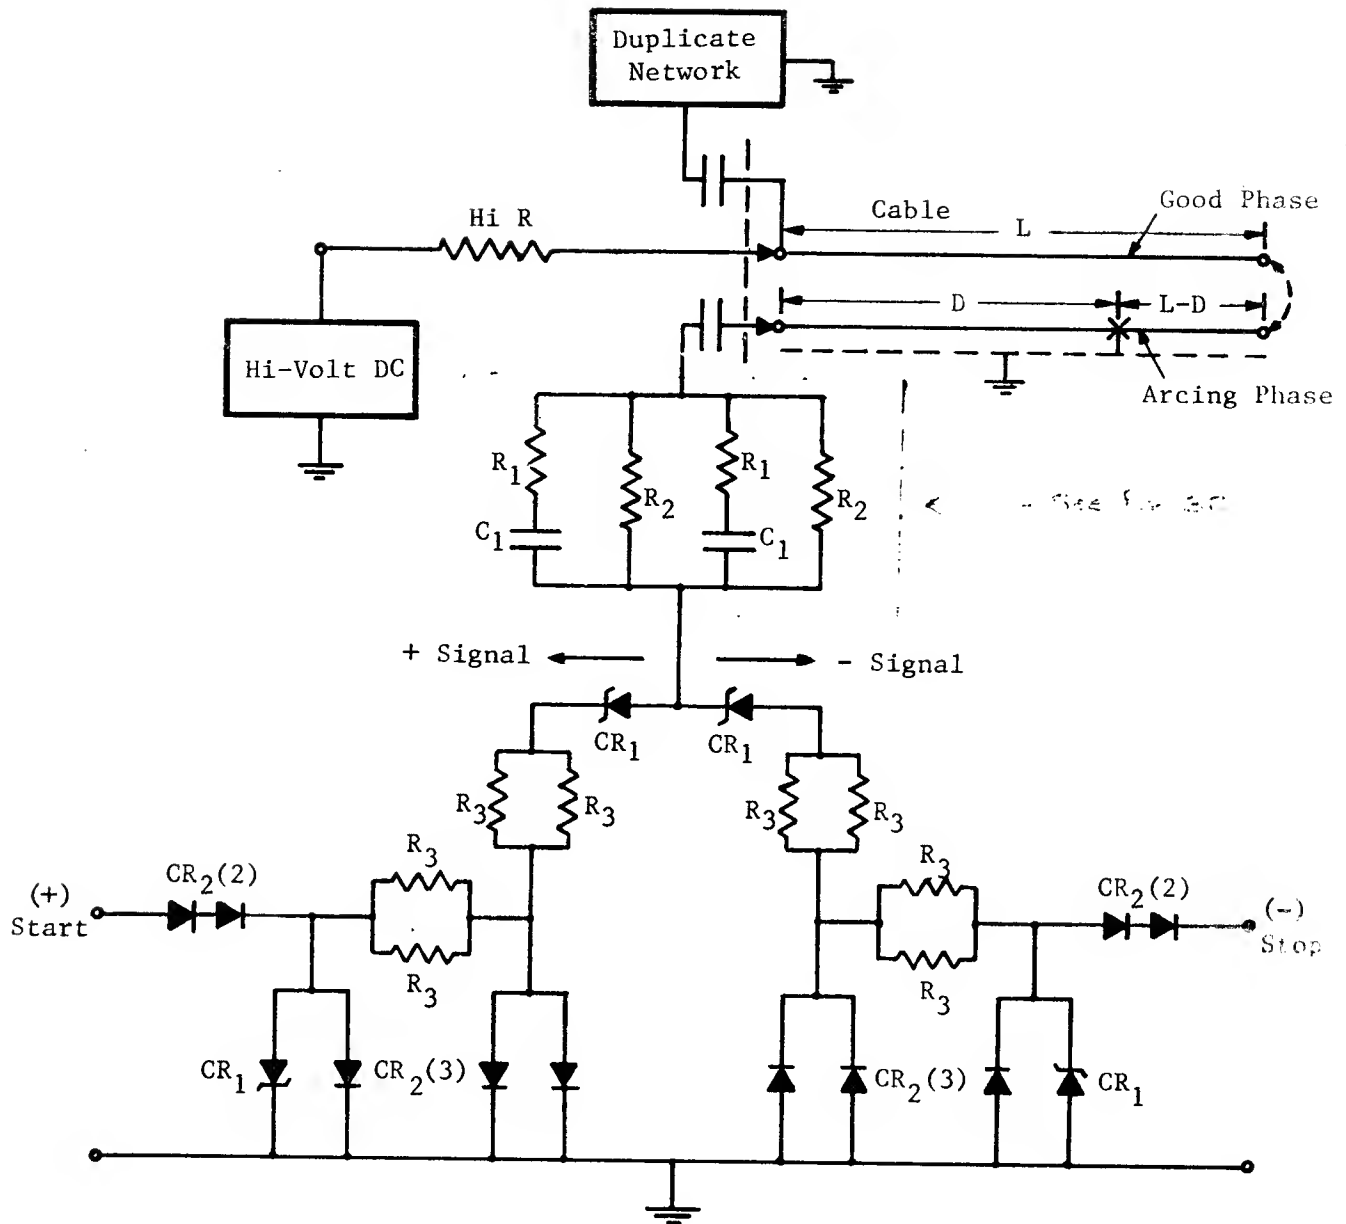 Duplicate
Network
Hi R
Cable
L
Good Phase
D
L-D
Hi-Volt DC
Arcing Phase
R1
R2
R1
R2
C1
C1
+ Signal
- Signal
CR1
CR1
R3
R3
R3
R3
R3
R3
CR2(2)
CR2(2)
(+)
Start
(-)
Stop
R3
R3
CR1
CR2(3)
CR2(3)
CR1